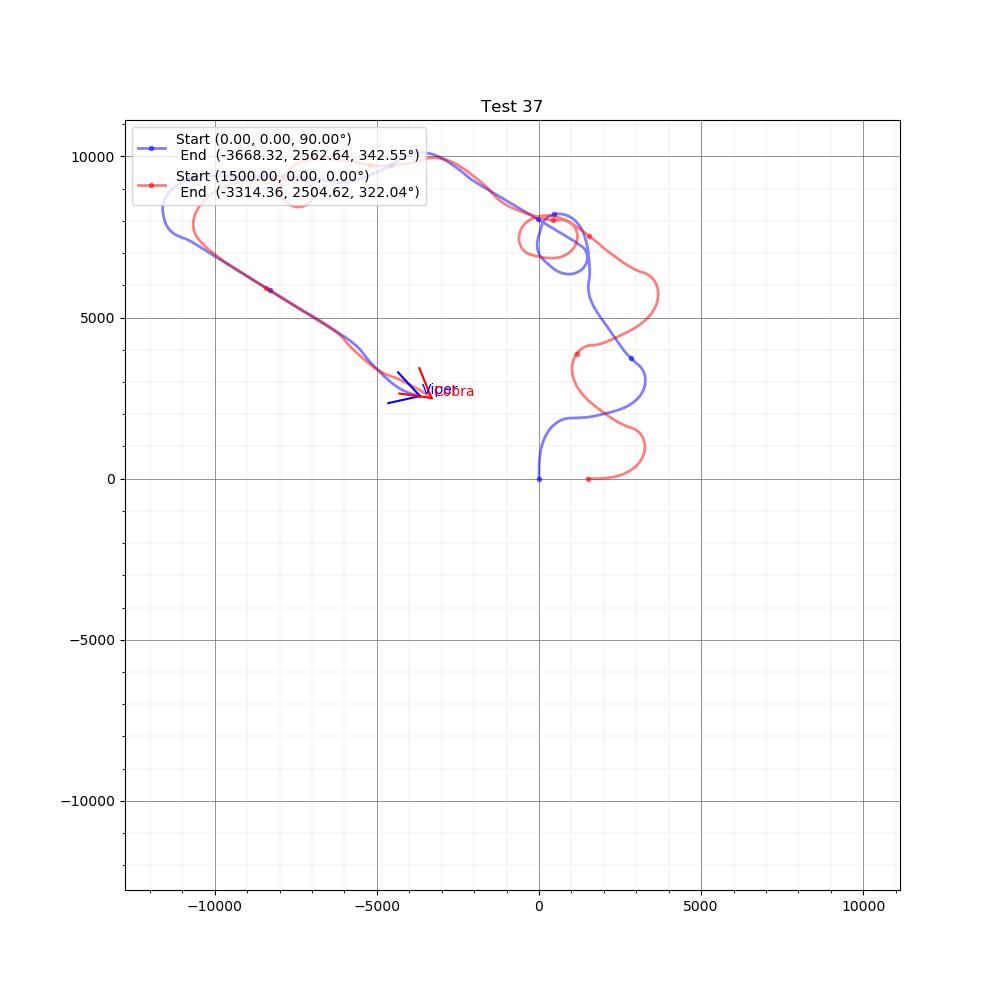 Test 37
Start (0.00, 0.00, 90.00°)
End (-3668.32, 2562.64, 342.55°)
Start (1500.00, 0.00, 0.00°)
End (-3314.36, 2504.62, 322.04°)
10000
5000
0
−5000
−10000
Viper
Cobra
−10000
−5000
0
5000
10000